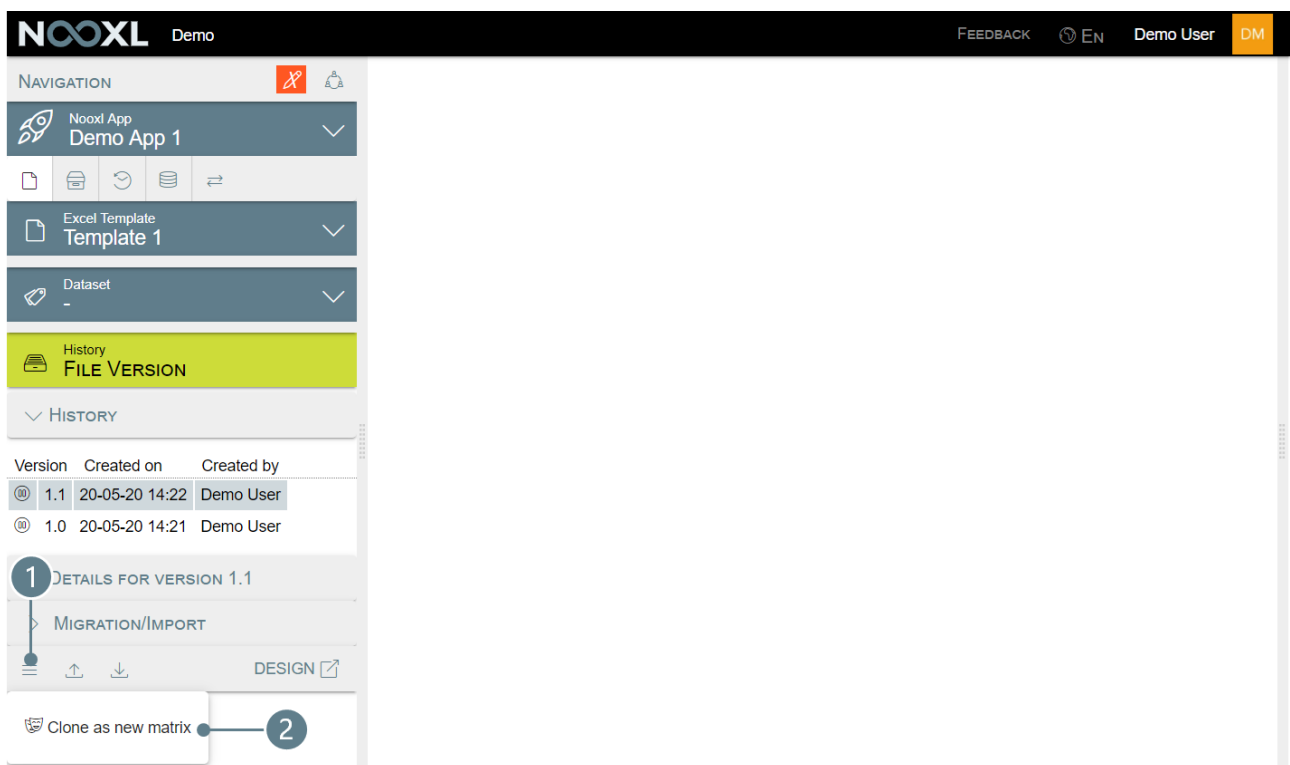 NOOXL Demo FEEDBACK EN Demo User DM
NAVIGATION
Nooxl App
Demo App 1
Excel Template
Template 1
Dataset
-
History
FILE VERSION
HISTORY
Version Created on Created by
1.1 20-05-20 14:22 Demo User
1.0 20-05-20 14:21 Demo User
1 DETAILS FOR VERSION 1.1
MIGRATION/IMPORT
DESIGN
Clone as new matrix 2